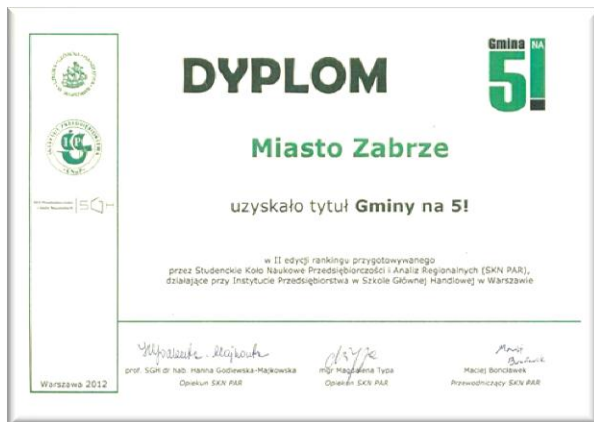 DYPLOM
Gmina NA
5!
Miasto Zabrze
uzyskało tytuł Gminy na 5!
w II edycji rankingu przygotowywanego
przez Studenckie Koło Naukowe Przedsiębiorczości i Analiz Regionalnych (SKN PAR),
działające przy Instytucie Przedsiębiorstwa w Szkole Głównej Handlowej w Warszawie
prof. SGH dr hab. Hanna Godlewska-Majkowska
Opiekun SKN PAR
mgr Magdalena Typa
Opiekun SKN PAR
Maciej Boncławek
Przewodniczący SKN PAR
Warszawa 2012